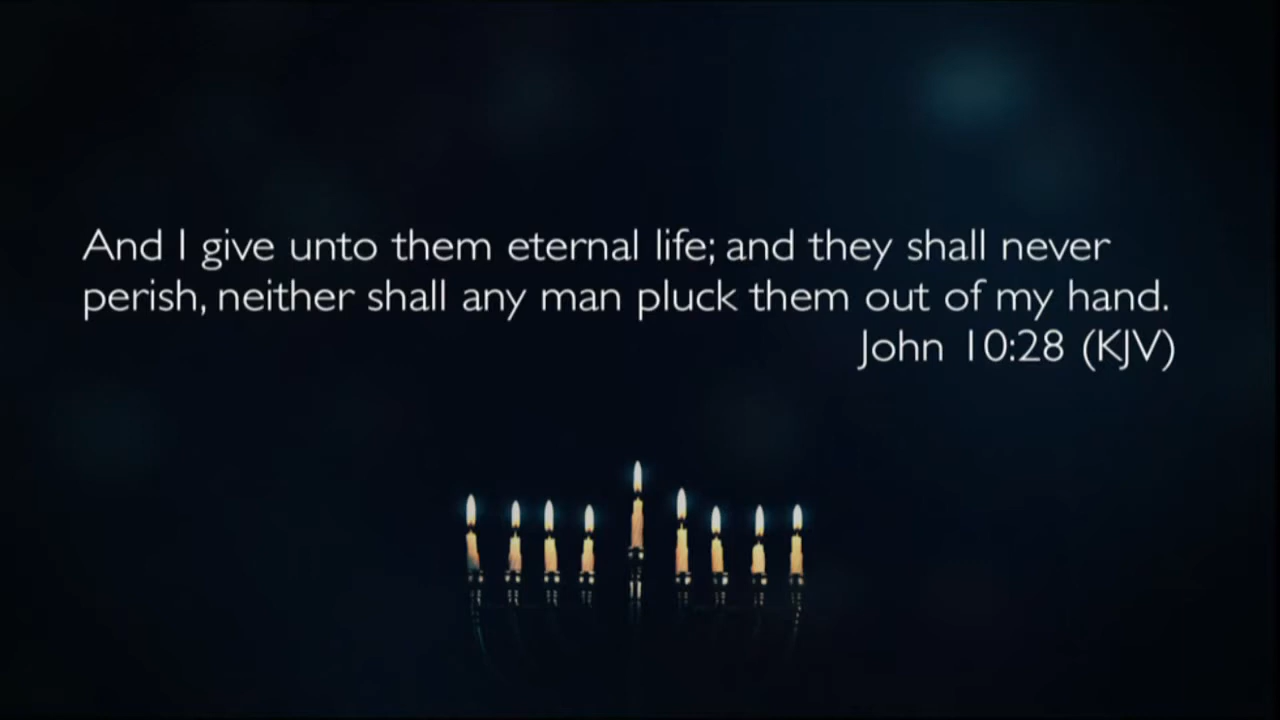 And I give unto them eternal life; and they shall never
perish, neither shall any man pluck them out of my hand.
John 10:28 (KJV)